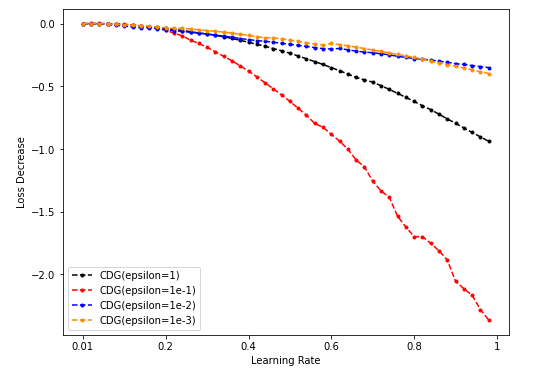 0.0
−0.5
−1.0
−1.5
−2.0
Loss Decrease
CDG(epsilon=1)
CDG(epsilon=1e-1)
CDG(epsilon=1e-2)
CDG(epsilon=1e-3)
0.01 0.2 0.4 0.6 0.8 1
Learning Rate